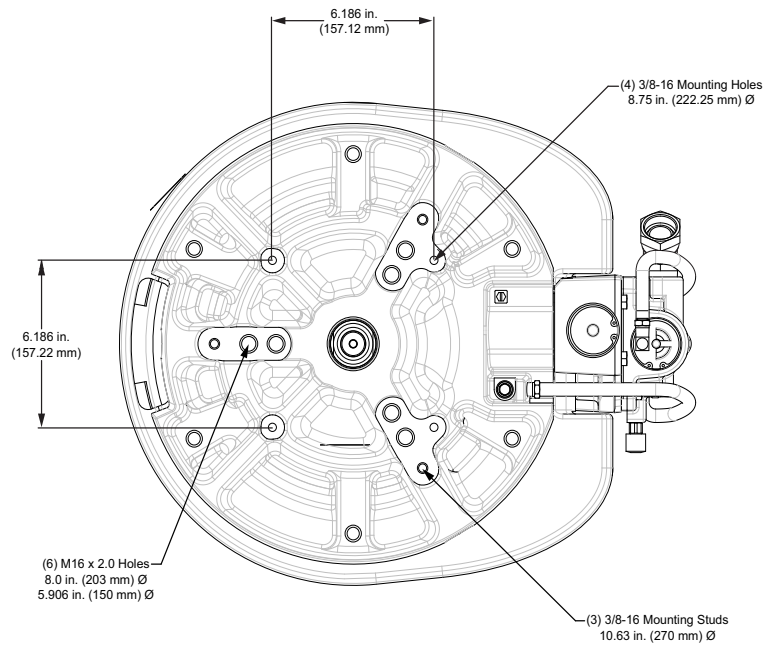 6.186 in.
(157.12 mm)
(4) 3/8-16 Mounting Holes
8.75 in. (222.25 mm) Ø
6.186 in.
(157.22 mm)
(6) M16 x 2.0 Holes
8.0 in. (203 mm) Ø
5.906 in. (150 mm) Ø
(3) 3/8-16 Mounting Studs
10.63 in. (270 mm) Ø